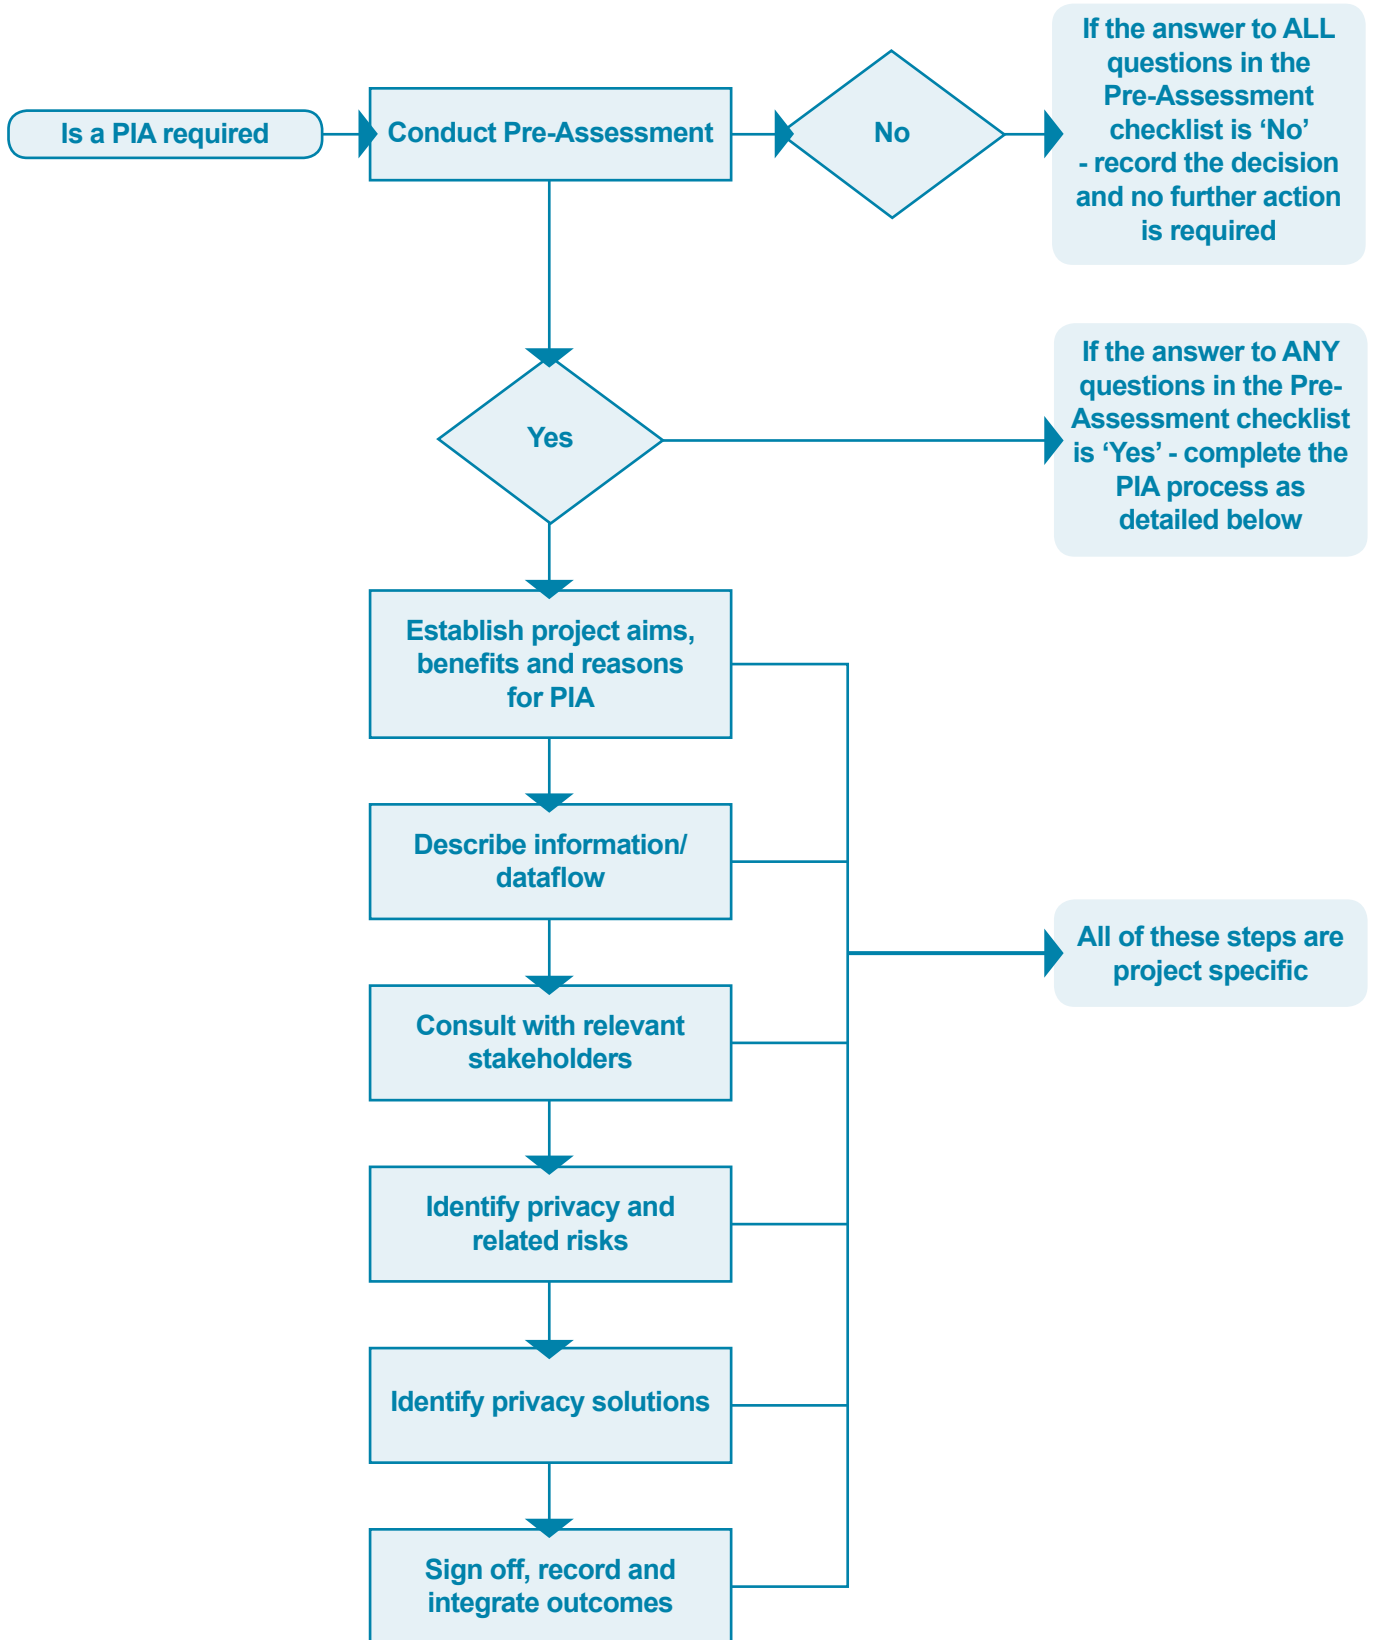 Is a PIA required
Conduct Pre-Assessment
No
If the answer to ALL
questions in the
Pre-Assessment
checklist is ‘No’
- record the decision
and no further action
is required
Yes
If the answer to ANY
questions in the Pre-
Assessment checklist
is ‘Yes’ - complete the
PIA process as
detailed below
Establish project aims,
benefits and reasons
for PIA
Describe information/
dataflow
Consult with relevant
stakeholders
Identify privacy and
related risks
Identify privacy solutions
Sign off, record and
integrate outcomes
All of these steps are
project specific